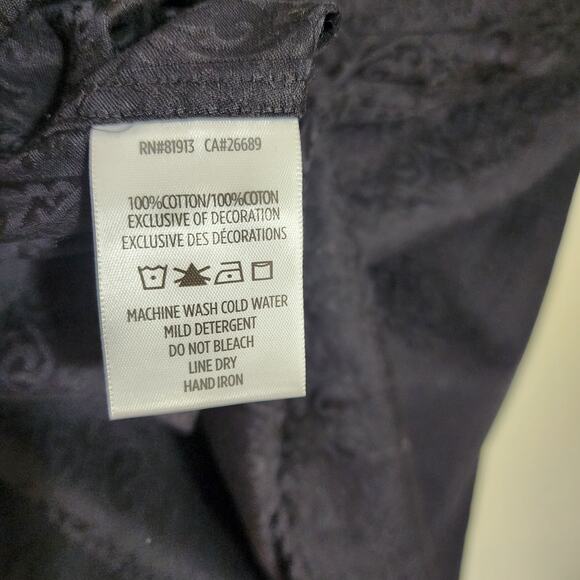 RN#81913 CA#26689
100%COTTON/100%COTON
EXCLUSIVE OF DECORATION
EXCLUSIVE DES DÉCORATIONS
MACHINE WASH COLD WATER
MILD DETERGENT
DO NOT BLEACH
LINE DRY
HAND IRON